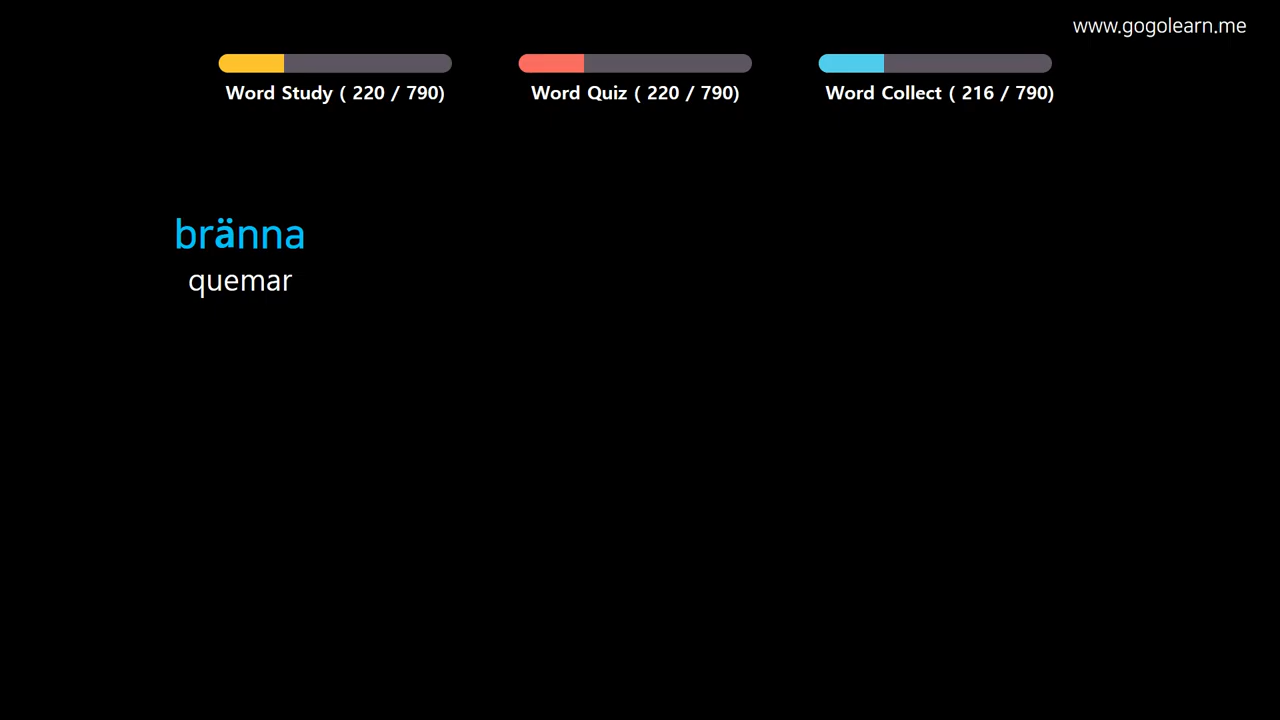 www.gogolearn.me
Word Study ( 220 / 790)
Word Quiz ( 220 / 790)
Word Collect ( 216 / 790)
bränna
quemar